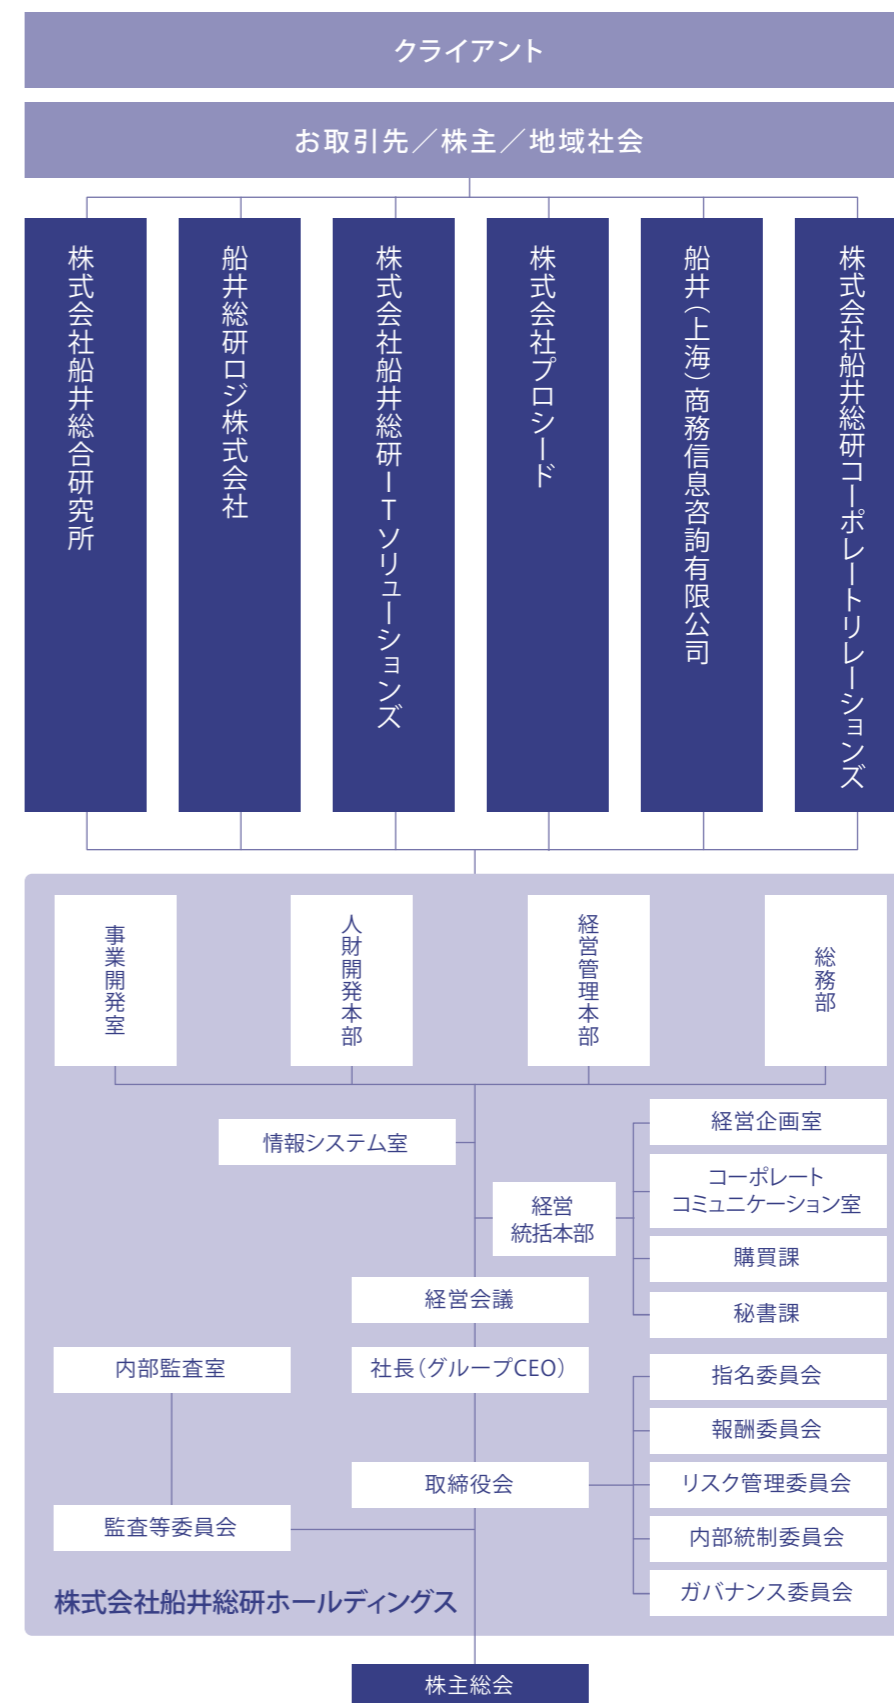 クライアント
お取引先／株主／地域社会
株式会社船井総合研究所
船井総研ロジ株式会社
株式会社船井総研ITソリューションズ
株式会社プロシード
船井（上海）商務信息咨詢有限公司
株式会社船井総研コーポレートリレーションズ
事業開発室
人財開発本部
経営管理本部
総務部
情報システム室
経営
統括本部
経営企画室
コーポレート
コミュニケーション室
購買課
秘書課
経営会議
内部監査室
社長（グループCEO）
取締役会
指名委員会
報酬委員会
リスク管理委員会
内部統制委員会
ガバナンス委員会
監査等委員会
株式会社船井総研ホールディングス
株主総会